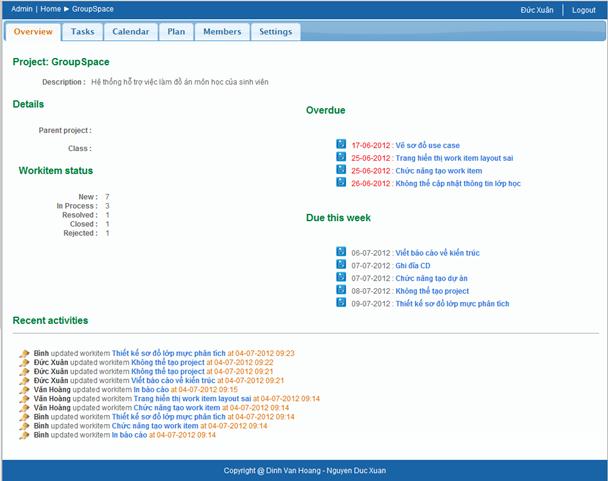 Admin | Home ► GroupSpace
Đức Xuân | Logout
Overview Tasks Calendar Plan Members Settings
Project: GroupSpace
Description : Hệ thống hỗ trợ việc làm đồ án môn học của sinh viên
Details
Parent project :
Class :
Workitem status
New : 7
In Process : 3
Resolved : 1
Closed : 1
Rejected : 1
Overdue
17-06-2012 : Vẽ sơ đồ use case
25-06-2012 : Trang hiển thị work item layout sai
25-06-2012 : Chức năng tạo work item
26-06-2012 : Không thể cập nhật thông tin lớp học
Due this week
06-07-2012 : Viết báo cáo về kiến trúc
07-07-2012 : Ghi đĩa CD
07-07-2012 : Chức năng tạo dự án
08-07-2012 : Không thể tạo project
09-07-2012 : Thiết kế sơ đồ lớp mực phân tích
Recent activities
Bình updated workitem Thiết kế sơ đồ lớp mực phân tích at 04-07-2012 09:23
Đức Xuân updated workitem Không thể tạo project at 04-07-2012 09:22
Đức Xuân updated workitem Không thể tạo project at 04-07-2012 09:21
Đức Xuân updated workitem Viết báo cáo về kiến trúc at 04-07-2012 09:21
Văn Hoàng updated workitem In báo cáo at 04-07-2012 09:15
Văn Hoàng updated workitem Trang hiển thị work item layout sai at 04-07-2012 09:14
Văn Hoàng updated workitem Chức năng tạo work item at 04-07-2012 09:14
Bình updated workitem Thiết kế sơ đồ lớp mực phân tích at 04-07-2012 09:14
Bình updated workitem Chức năng tạo work item at 04-07-2012 09:14
Bình updated workitem In báo cáo at 04-07-2012 09:14
Copyright @ Dinh Van Hoang - Nguyen Duc Xuan